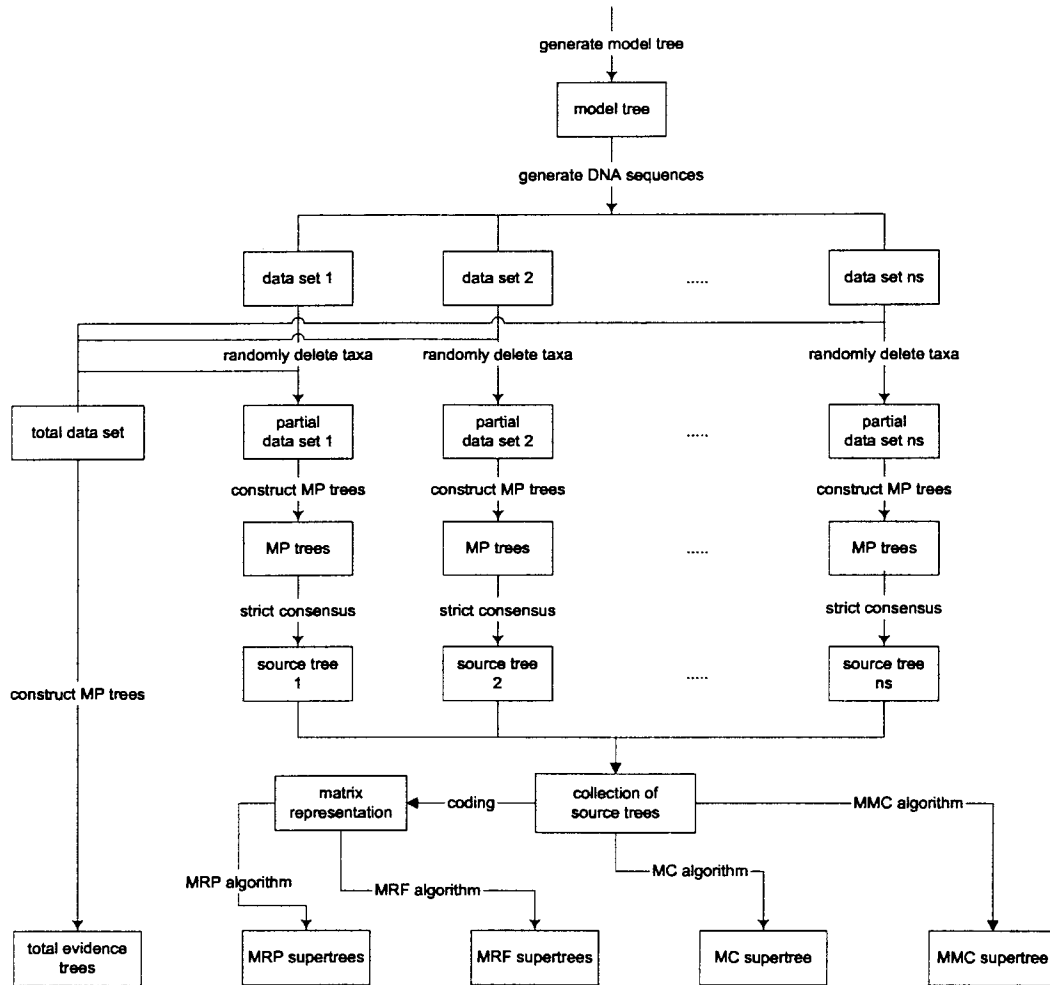 generate model tree
model tree
generate DNA sequences
data set 1
data set 2
.....
data set ns
randomly delete taxa
randomly delete taxa
randomly delete taxa
total data set
partial
data set 1
partial
data set 2
.....
partial
data set ns
construct MP trees
construct MP trees
construct MP trees
MP trees
MP trees
.....
MP trees
strict consensus
strict consensus
strict consensus
source tree
1
source tree
2
.....
source tree
ns
construct MP trees
matrix
representation
coding
collection of
source trees
MMC algorithm
MRP algorithm
MRF algorithm
MC algorithm
total evidence
trees
MRP supertrees
MRF supertrees
MC supertree
MMC supertree